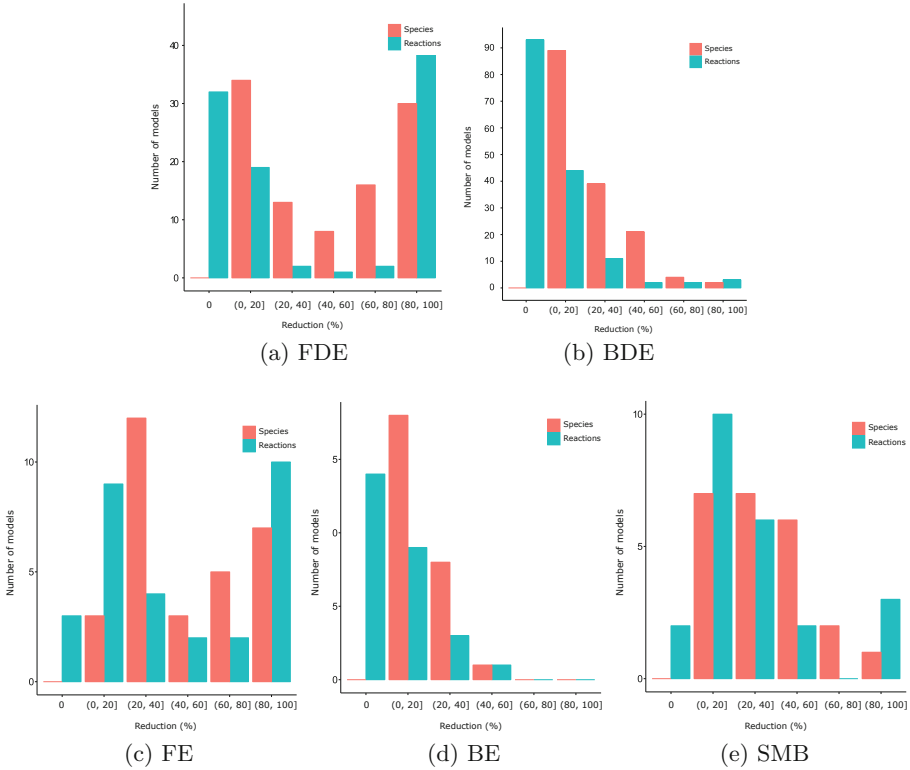 Species
Reactions
40
30
20
10
0
Number of models
0 (0, 20] (20, 40] (40, 60] (60, 80] (80, 100]
Reduction (%)
(a) FDE
Species
Reactions
90
80
70
60
50
40
30
20
10
0
Number of models
0 (0, 20] (20, 40] (40, 60] (60, 80] (80, 100]
Reduction (%)
(b) BDE
Species
Reactions
10
5
0
Number of models
0 (0, 20] (20, 40] (40, 60] (60, 80] (80, 100]
Reduction (%)
(c) FE
Species
Reactions
5
0
5
0
Number of models
0 (0, 20] (20, 40] (40, 60] (60, 80] (80, 100]
Reduction (%)
(d) BE
Species
Reactions
10
5
0
Number of models
0 (0, 20] (20, 40] (40, 60] (60, 80] (80, 100]
Reduction (%)
(e) SMB